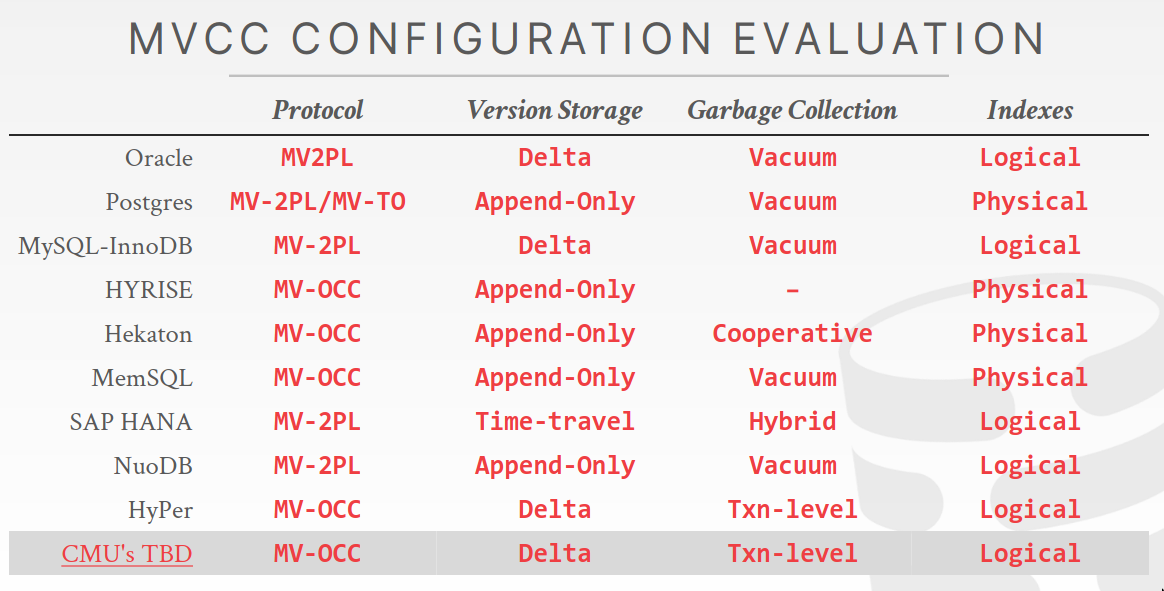 MVCC CONFIGURATION EVALUATION
Protocol Version Storage Garbage Collection Indexes
Oracle MV2PL Delta Vacuum Logical
Postgres MV-2PL/MV-TO Append-Only Vacuum Physical
MySQL-InnoDB MV-2PL Delta Vacuum Logical
HYRISE MV-OCC Append-Only – Physical
Hekaton MV-OCC Append-Only Cooperative Physical
MemSQL MV-OCC Append-Only Vacuum Physical
SAP HANA MV-2PL Time-travel Hybrid Logical
NuoDB MV-2PL Append-Only Vacuum Logical
HyPer MV-OCC Delta Txn-level Logical
CMU's TBD MV-OCC Delta Txn-level Logical